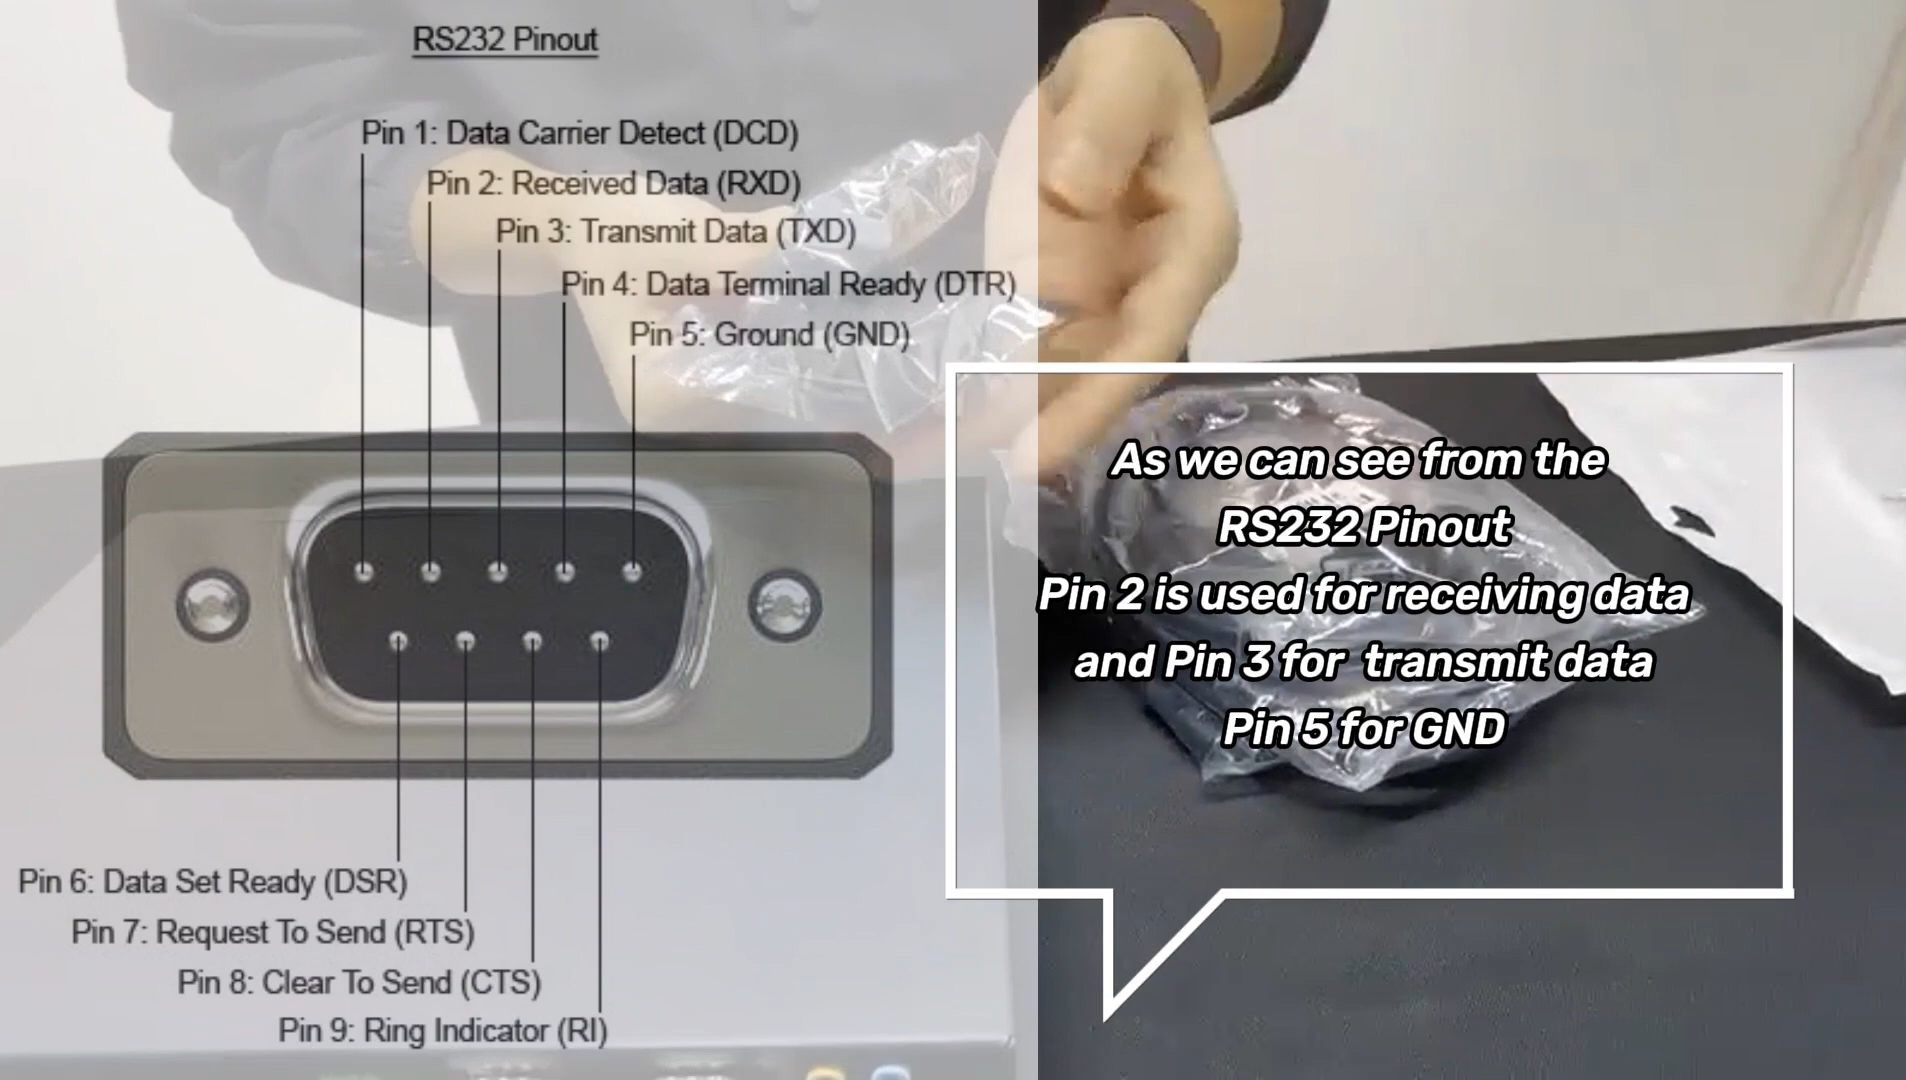 RS232 Pinout
Pin 1: Data Carrier Detect (DCD)
Pin 2: Received Data (RXD)
Pin 3: Transmit Data (TXD)
Pin 4: Data Terminal Ready (DTR)
Pin 5: Ground (GND)
Pin 6: Data Set Ready (DSR)
Pin 7: Request To Send (RTS)
Pin 8: Clear To Send (CTS)
Pin 9: Ring Indicator (RI)
As we can see from the
RS232 Pinout
Pin 2 is used for receiving data
and Pin 3 for transmit data
Pin 5 for GND